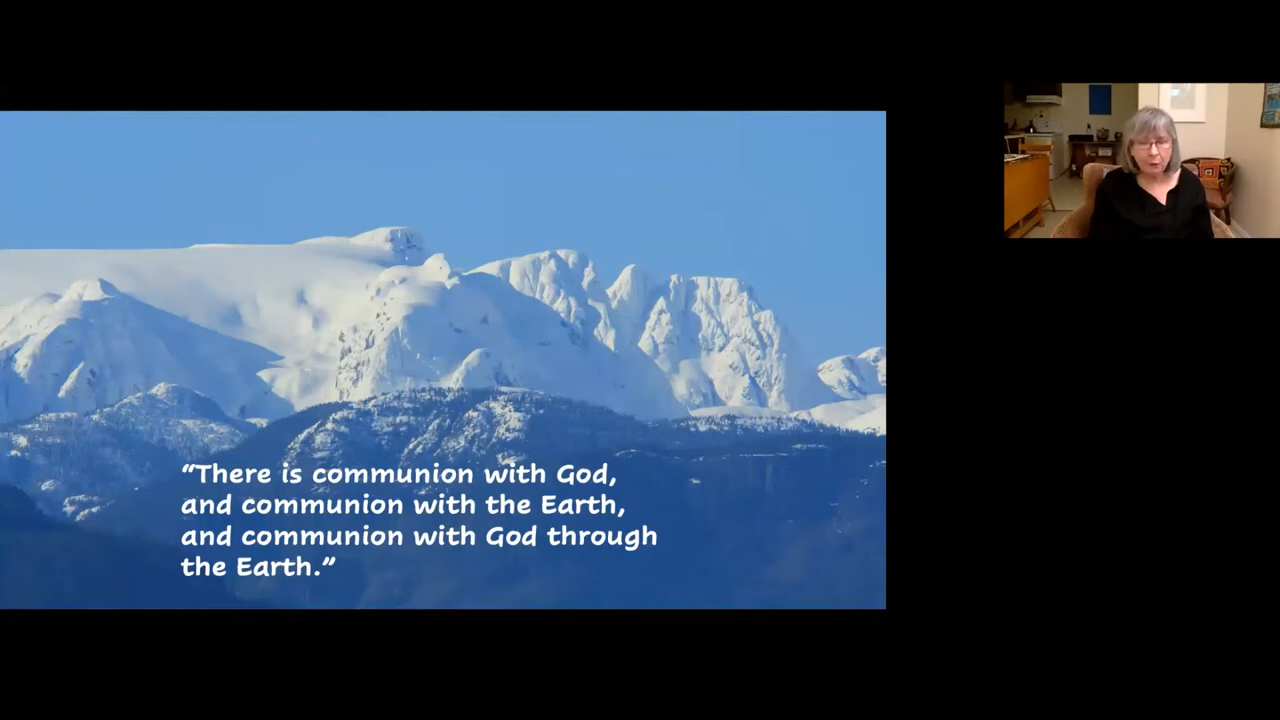 “There is communion with God,
and communion with the Earth,
and communion with God through
the Earth.”